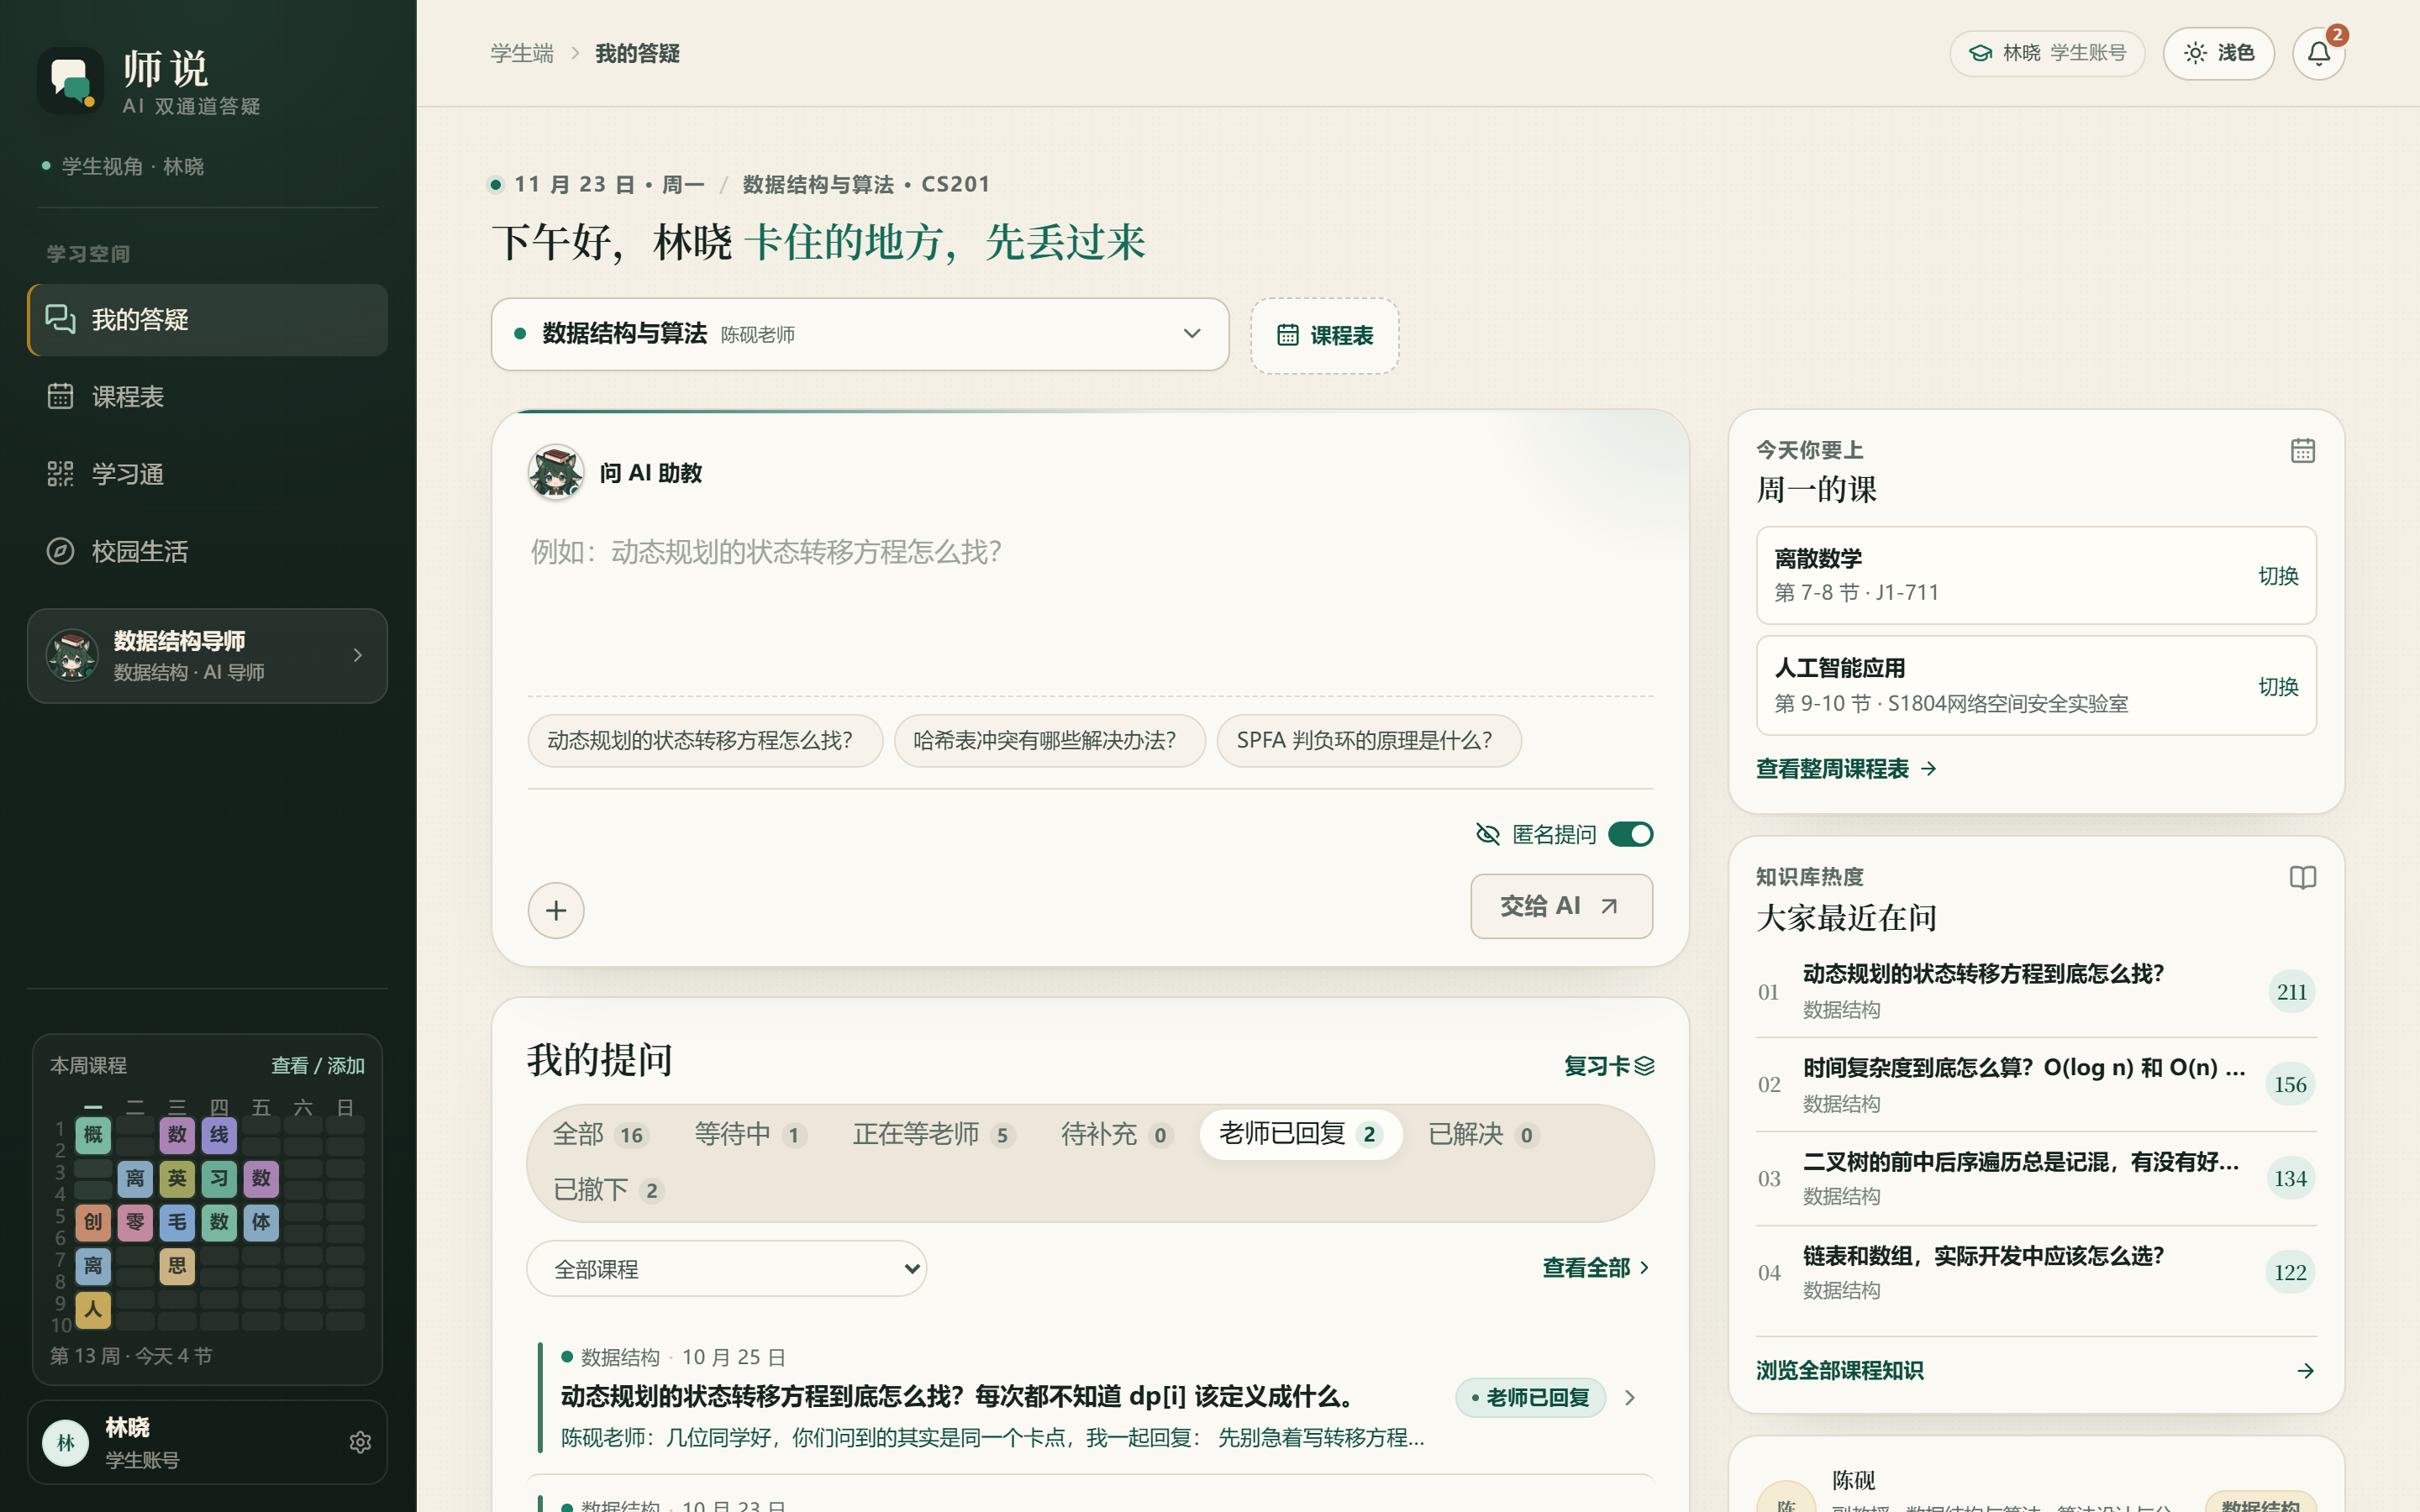 师说
AI 双通道答疑
学生视角 · 林晓
学习空间
我的答疑
课程表
学习通
校园生活
数据结构导师
数据结构 · AI 导师
本周课程
查看 / 添加
一 二 三 四 五 六 日
1 概 数 线
2
3 离 英 习 数
4
5 创 零 毛 数 体
6
7 离 思
8
9 人
10
第 13 周 · 今天 4 节
林
林晓
学生账号
学生端 > 我的答疑
林晓 学生账号
浅色
2
11 月 23 日 • 周一 / 数据结构与算法 • CS201
下午好，林晓 卡住的地方，先丢过来
数据结构与算法 陈砚老师
课程表
问 AI 助教
例如：动态规划的状态转移方程怎么找？
动态规划的状态转移方程怎么找？
哈希表冲突有哪些解决办法？
SPFA 判负环的原理是什么？
匿名提问
交给 AI
我的提问
复习卡
全部 16
等待中 1
正在等老师 5
待补充 0
老师已回复 2
已解决 0
已撤下 2
全部课程
查看全部
数据结构 · 10 月 25 日
动态规划的状态转移方程到底怎么找？每次都不知道 dp[i] 该定义成什么。
陈砚老师：几位同学好，你们问到的其实是同一个卡点，我一起回复： 先别急着写转移方程...
• 老师已回复
数据结构 · 10 月 23 日
今天你要上
周一的课
离散数学
第 7-8 节 · J1-711
切换
人工智能应用
第 9-10 节 · S1804网络空间安全实验室
切换
查看整周课程表
知识库热度
大家最近在问
01
动态规划的状态转移方程到底怎么找？
数据结构
211
02
时间复杂度到底怎么算？O(log n) 和 O(n) ...
数据结构
156
03
二叉树的前中后序遍历总是记混，有没有好...
数据结构
134
04
链表和数组，实际开发中应该怎么选？
数据结构
122
浏览全部课程知识
陈
陈砚
数据结构